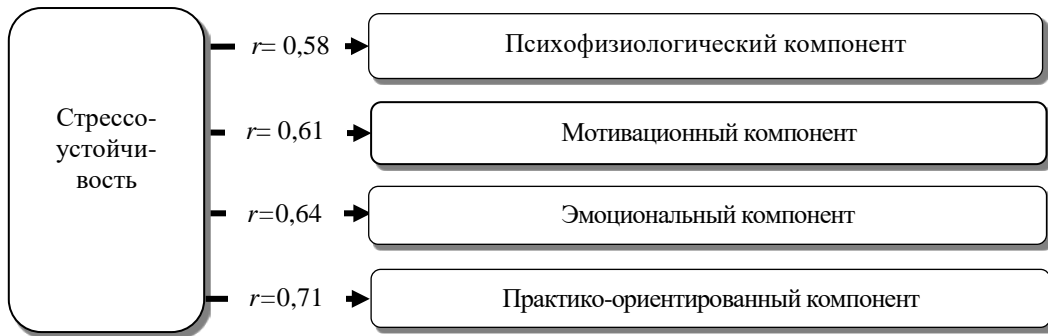 Стрессо-
устойчи-
вость
r= 0,58
Психофизиологический компонент
r= 0,61
Мотивационный компонент
r=0,64
Эмоциональный компонент
r=0,71
Практико-ориентированный компонент